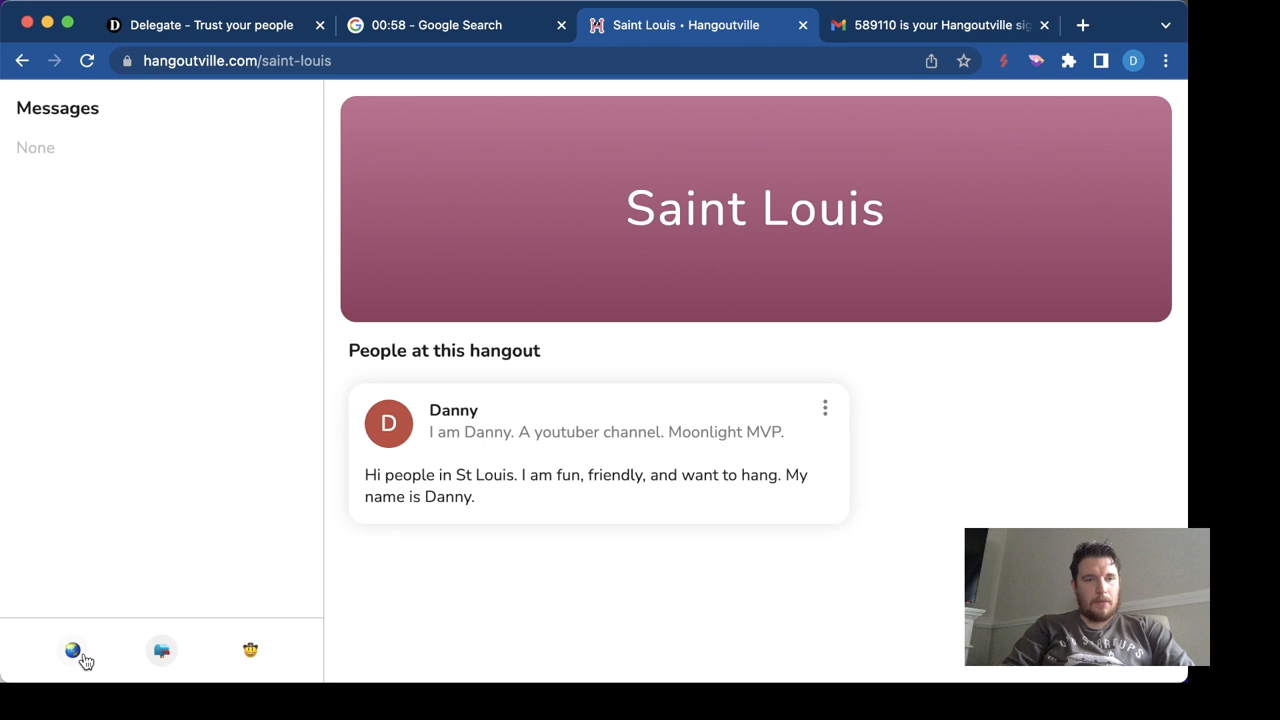 Delegate - Trust your people
00:58 - Google Search
Saint Louis • Hangoutville
589110 is your Hangoutville sig
hangoutville.com/saint-louis
D
Messages
None
Saint Louis
People at this hangout
D
Danny
I am Danny. A youtuber channel. Moonlight MVP.
Hi people in St Louis. I am fun, friendly, and want to hang. My
name is Danny.